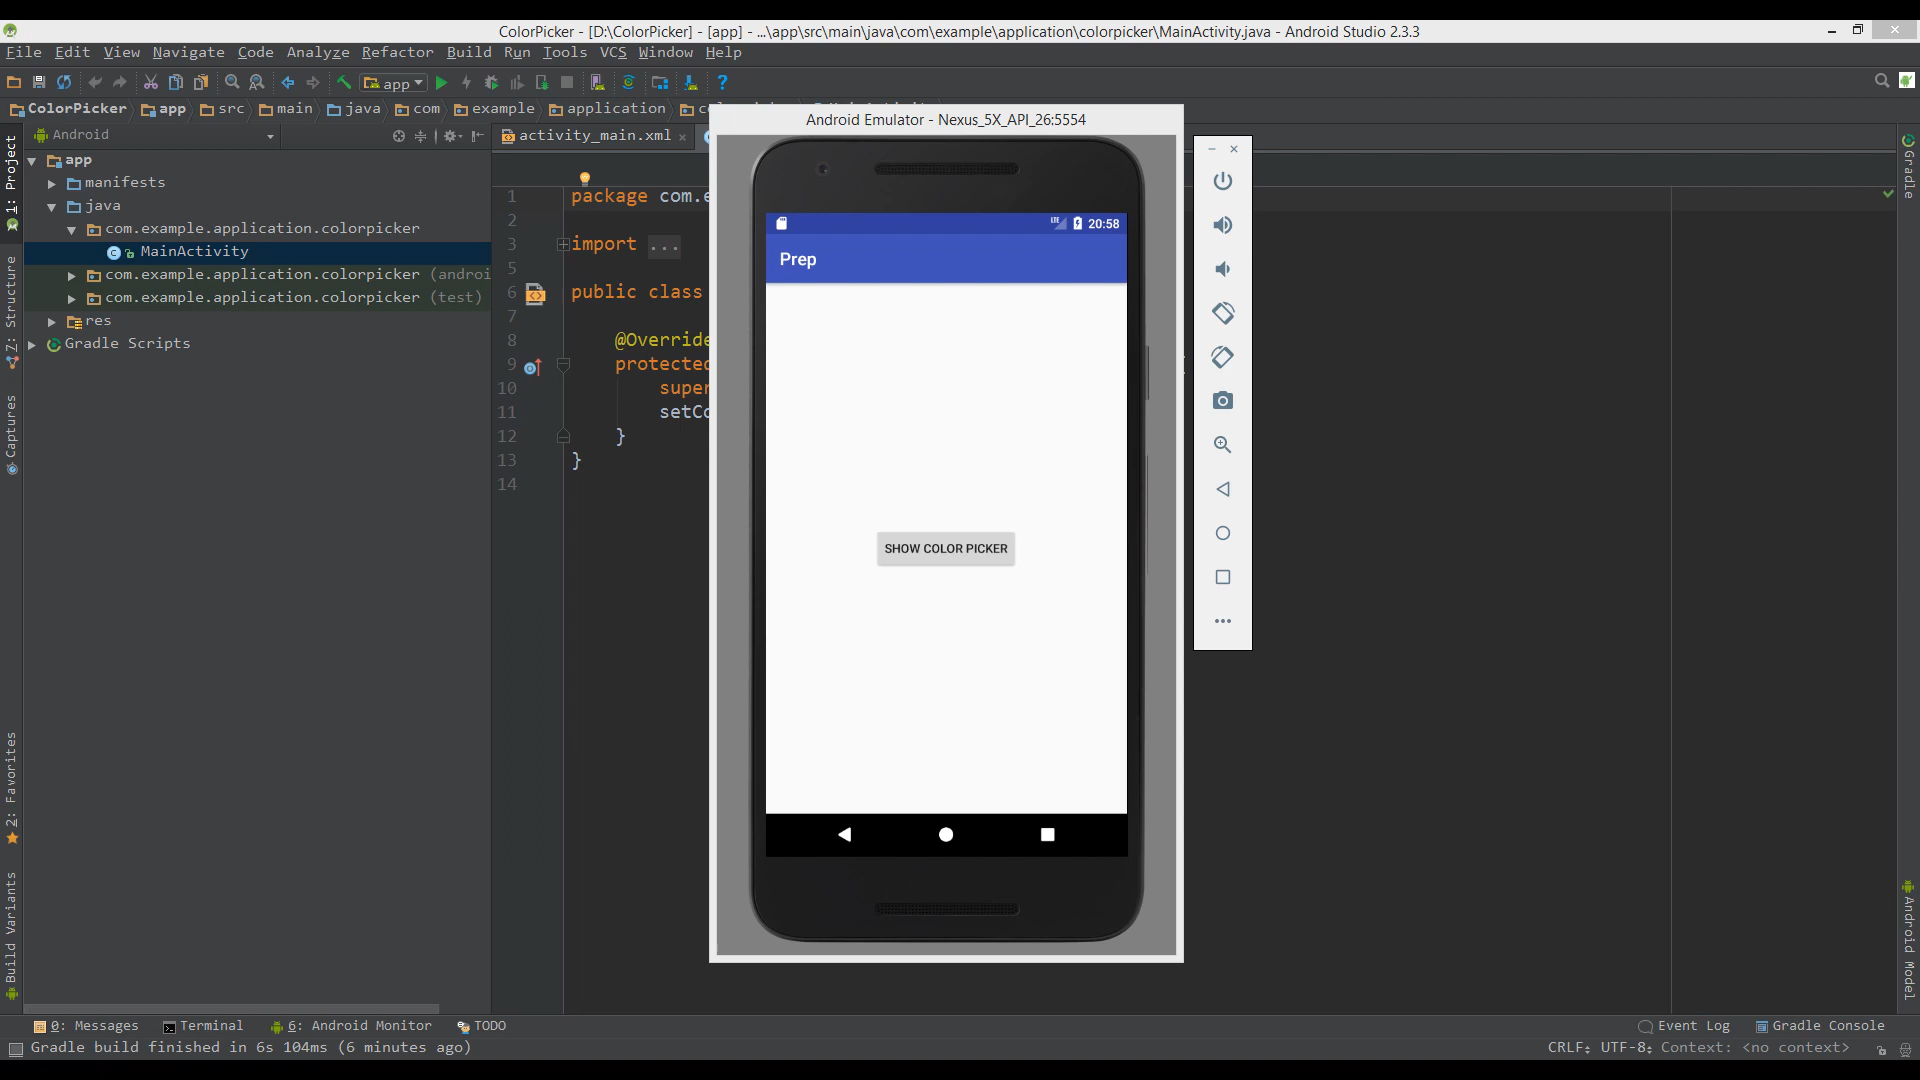 ColorPicker - [D:\ColorPicker] - [app] - ...\app\src\main\java\com\example\application\colorpicker\MainActivity.java - Android Studio 2.3.3
File Edit View Navigate Code Analyze Refactor Build Run Tools VCS Window Help
app
ColorPicker app src main java com example application
Android
activity_main.xml
Android Emulator - Nexus_5X_API_26:5554
1: Project
Z: Structure
Captures
2: Favorites
Build Variants
app
manifests
java
com.example.application.colorpicker
MainActivity
com.example.application.colorpicker (androi
com.example.application.colorpicker (test)
res
Gradle Scripts
1 package com.e
2
3 import ...
5
6 public class
7
8 @Override
9 protected
10 super
11 setCo
12 }
13 }
14
LTE 20:58
Prep
SHOW COLOR PICKER
Gradle
Android Model
0: Messages Terminal 6: Android Monitor TODO Event Log Gradle Console
Gradle build finished in 6s 104ms (6 minutes ago) CRLF UTF-8 Context: <no context>